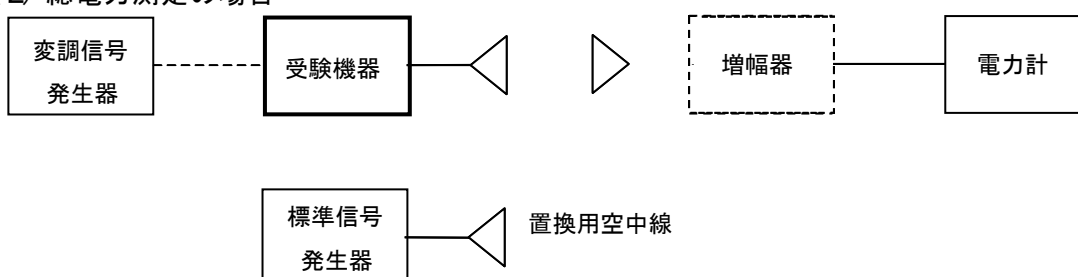 2) 総電力測定の場合
変調信号
発生器
受験機器
増幅器
電力計
標準信号
発生器
置換用空中線